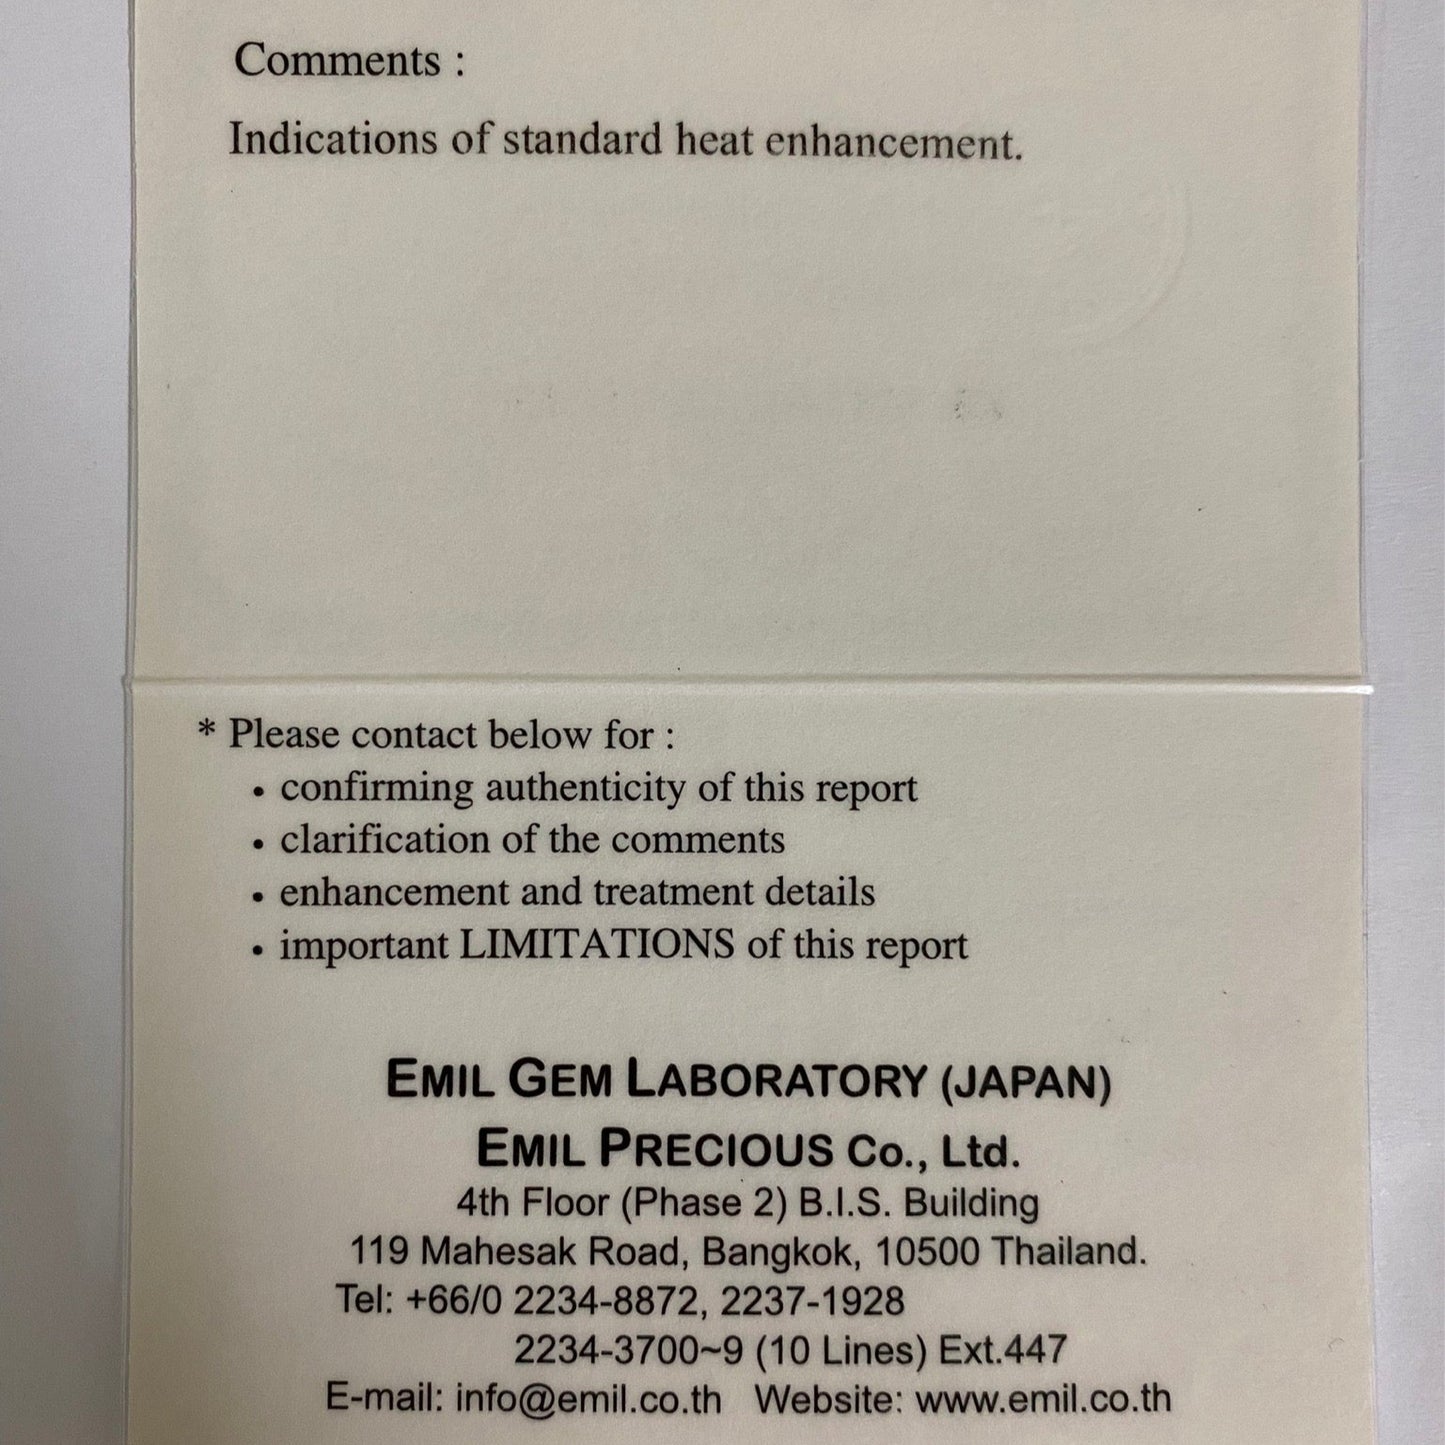 Comments :
Indications of standard heat enhancement.
* Please contact below for :
• confirming authenticity of this report
• clarification of the comments
• enhancement and treatment details
• important LIMITATIONS of this report
EMIL GEM LABORATORY (JAPAN)
EMIL PRECIOUS Co., Ltd.
4th Floor (Phase 2) B.I.S. Building
119 Mahesak Road, Bangkok, 10500 Thailand.
Tel: +66/0 2234-8872, 2237-1928
2234-3700~9 (10 Lines) Ext.447
E-mail: info@emil.co.th Website: www.emil.co.th